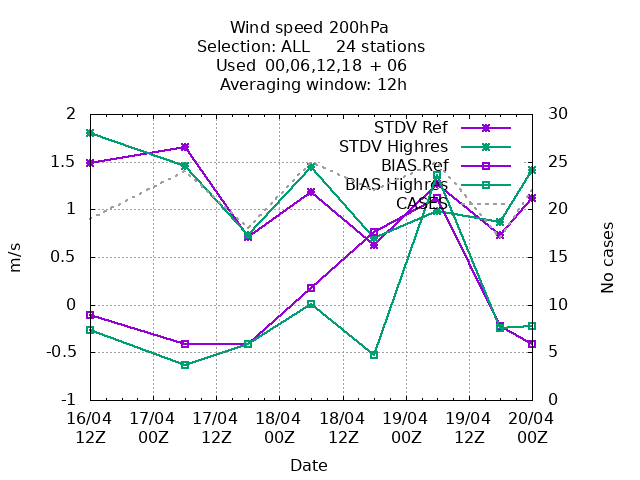 Wind speed 200hPa
Selection: ALL     24 stations
Used  00,06,12,18  + 06
Averaging window: 12h
2
1.5
1
0.5
0
-0.5
-1
m/s
30
25
20
15
10
5
0
No cases
STDV Ref
STDV Highres
BIAS Ref
BIAS Highres
CASES
16/04 17/04 17/04 18/04 18/04 19/04 19/04 20/04
12Z 00Z 12Z 00Z 12Z 00Z 12Z 00Z
Date